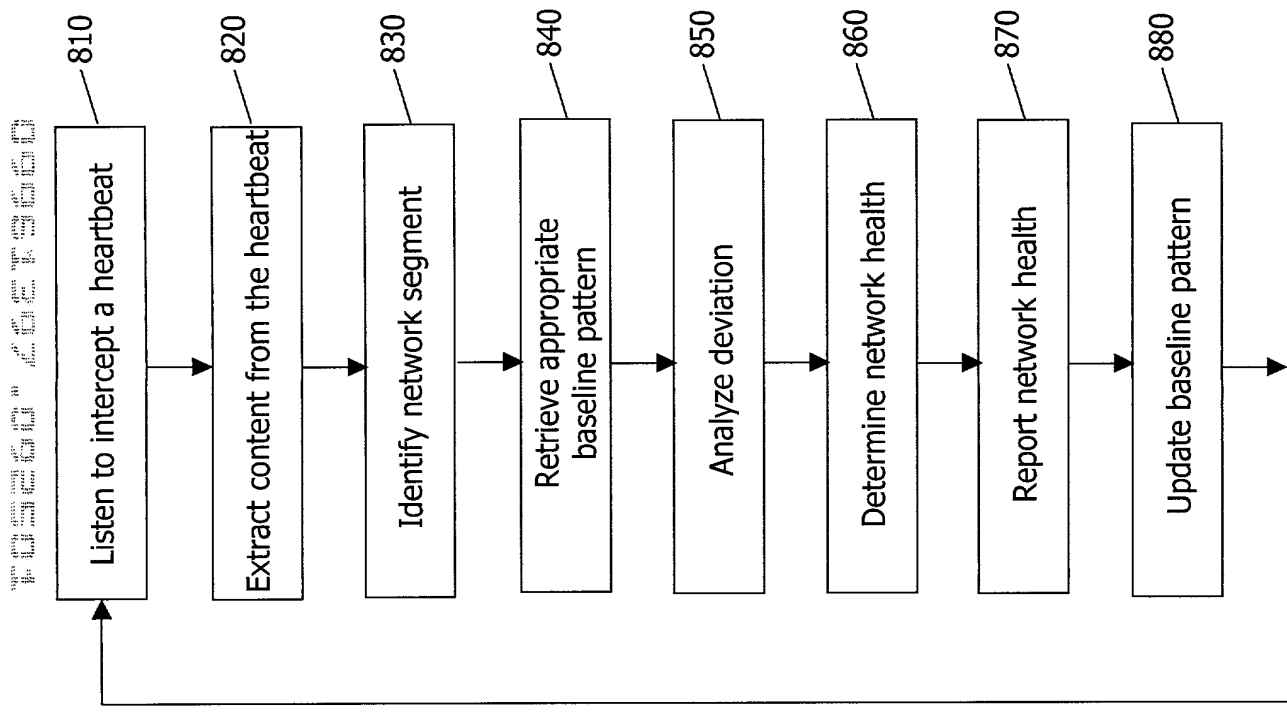 Listen to intercept a heartbeat
810
Extract content from the heartbeat
820
Identify network segment
830
Retrieve appropriate
baseline pattern
840
Analyze deviation
850
Determine network health
860
Report network health
870
Update baseline pattern
880